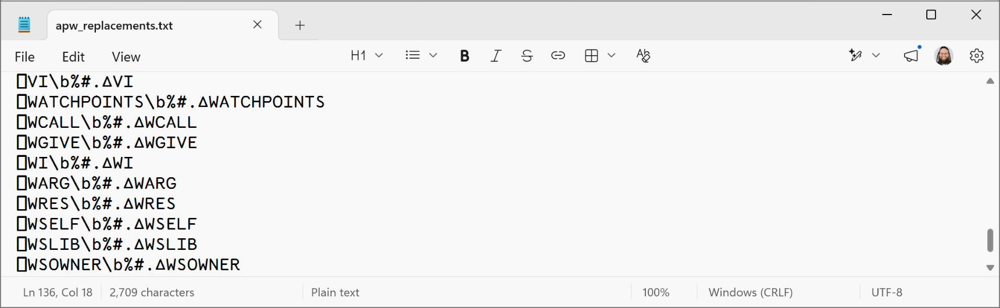 apw_replacements.txt
File Edit View H1 B I S A
⎕VI\b%#.∆VI
⎕WATCHPOINTS\b%#.∆WATCHPOINTS
⎕WCALL\b%#.∆WCALL
⎕WGIVE\b%#.∆WGIVE
⎕WI\b%#.∆WI
⎕WARG\b%#.∆WARG
⎕WRES\b%#.∆WRES
⎕WSELF\b%#.∆WSELF
⎕WSLIB\b%#.∆WSLIB
⎕WSOWNER\b%#.∆WSOWNER
Ln 136, Col 18 2,709 characters Plain text 100% Windows (CRLF) UTF-8